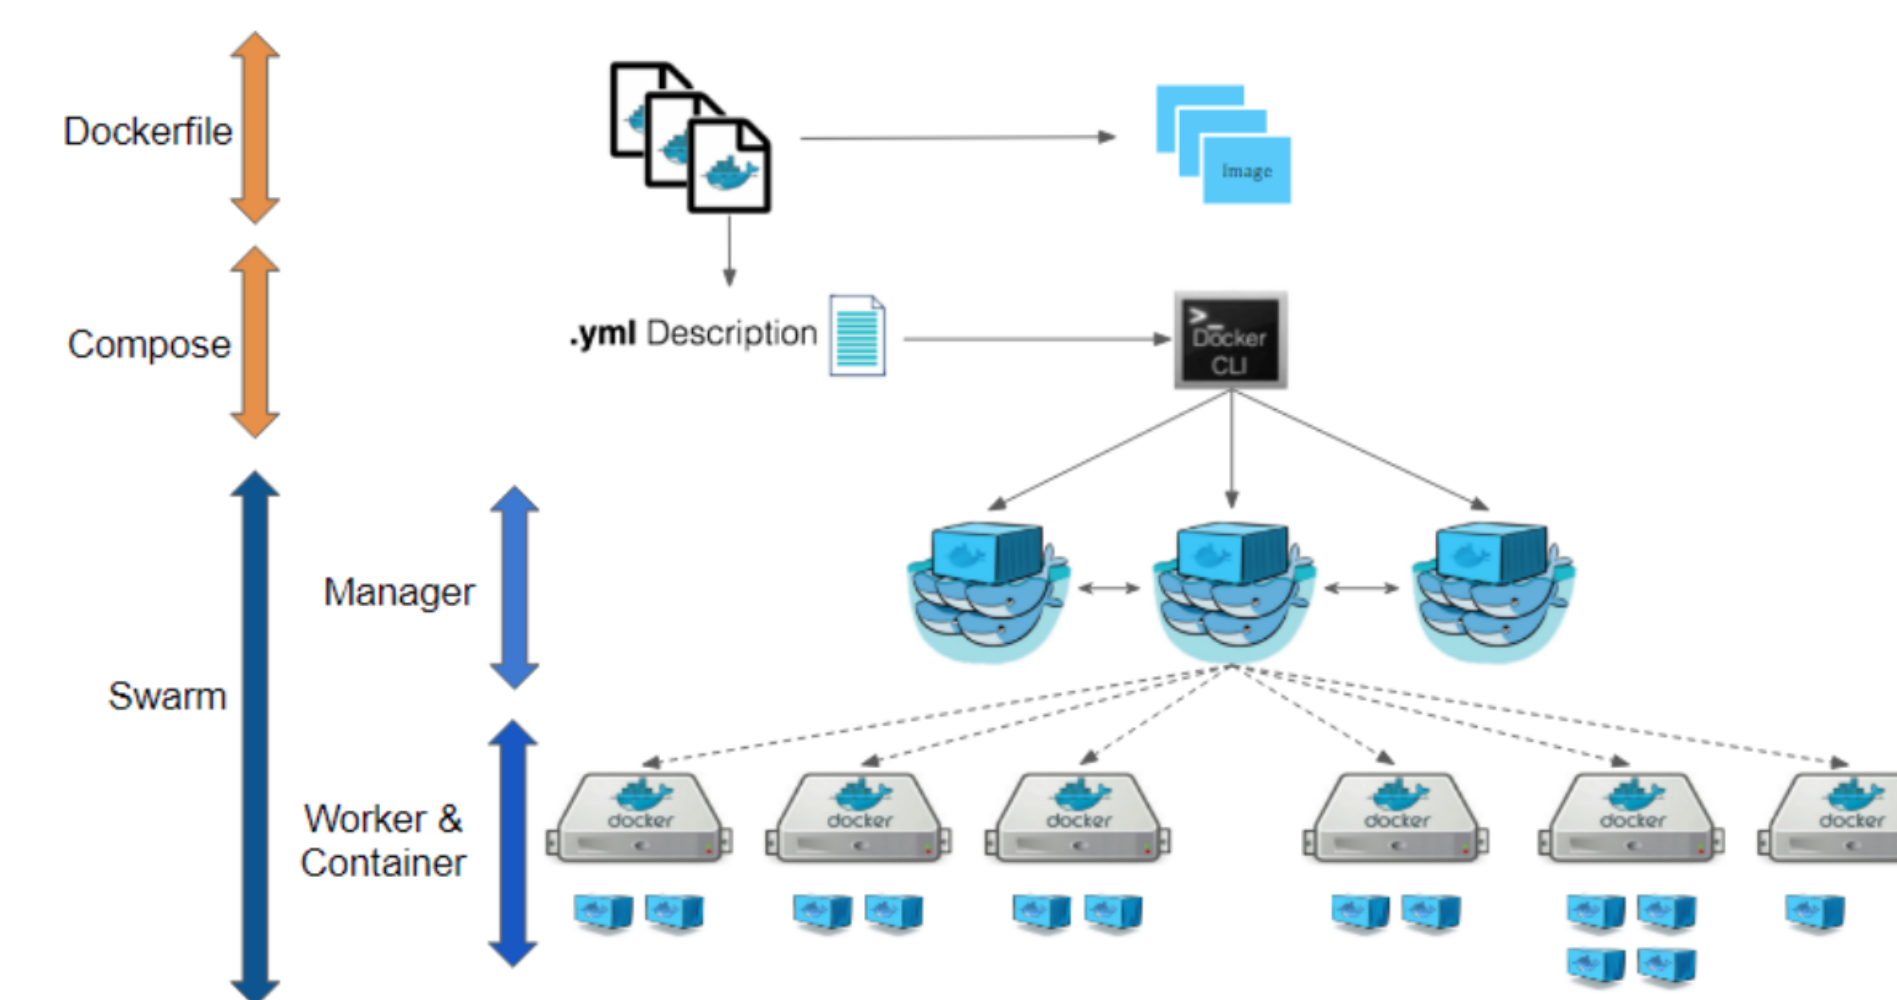 Dockerfile
Image
.yml Description
Compose
>_
Docker
CLI
Manager
Swarm
Worker &
Container
docker
docker
docker
docker
docker
docker